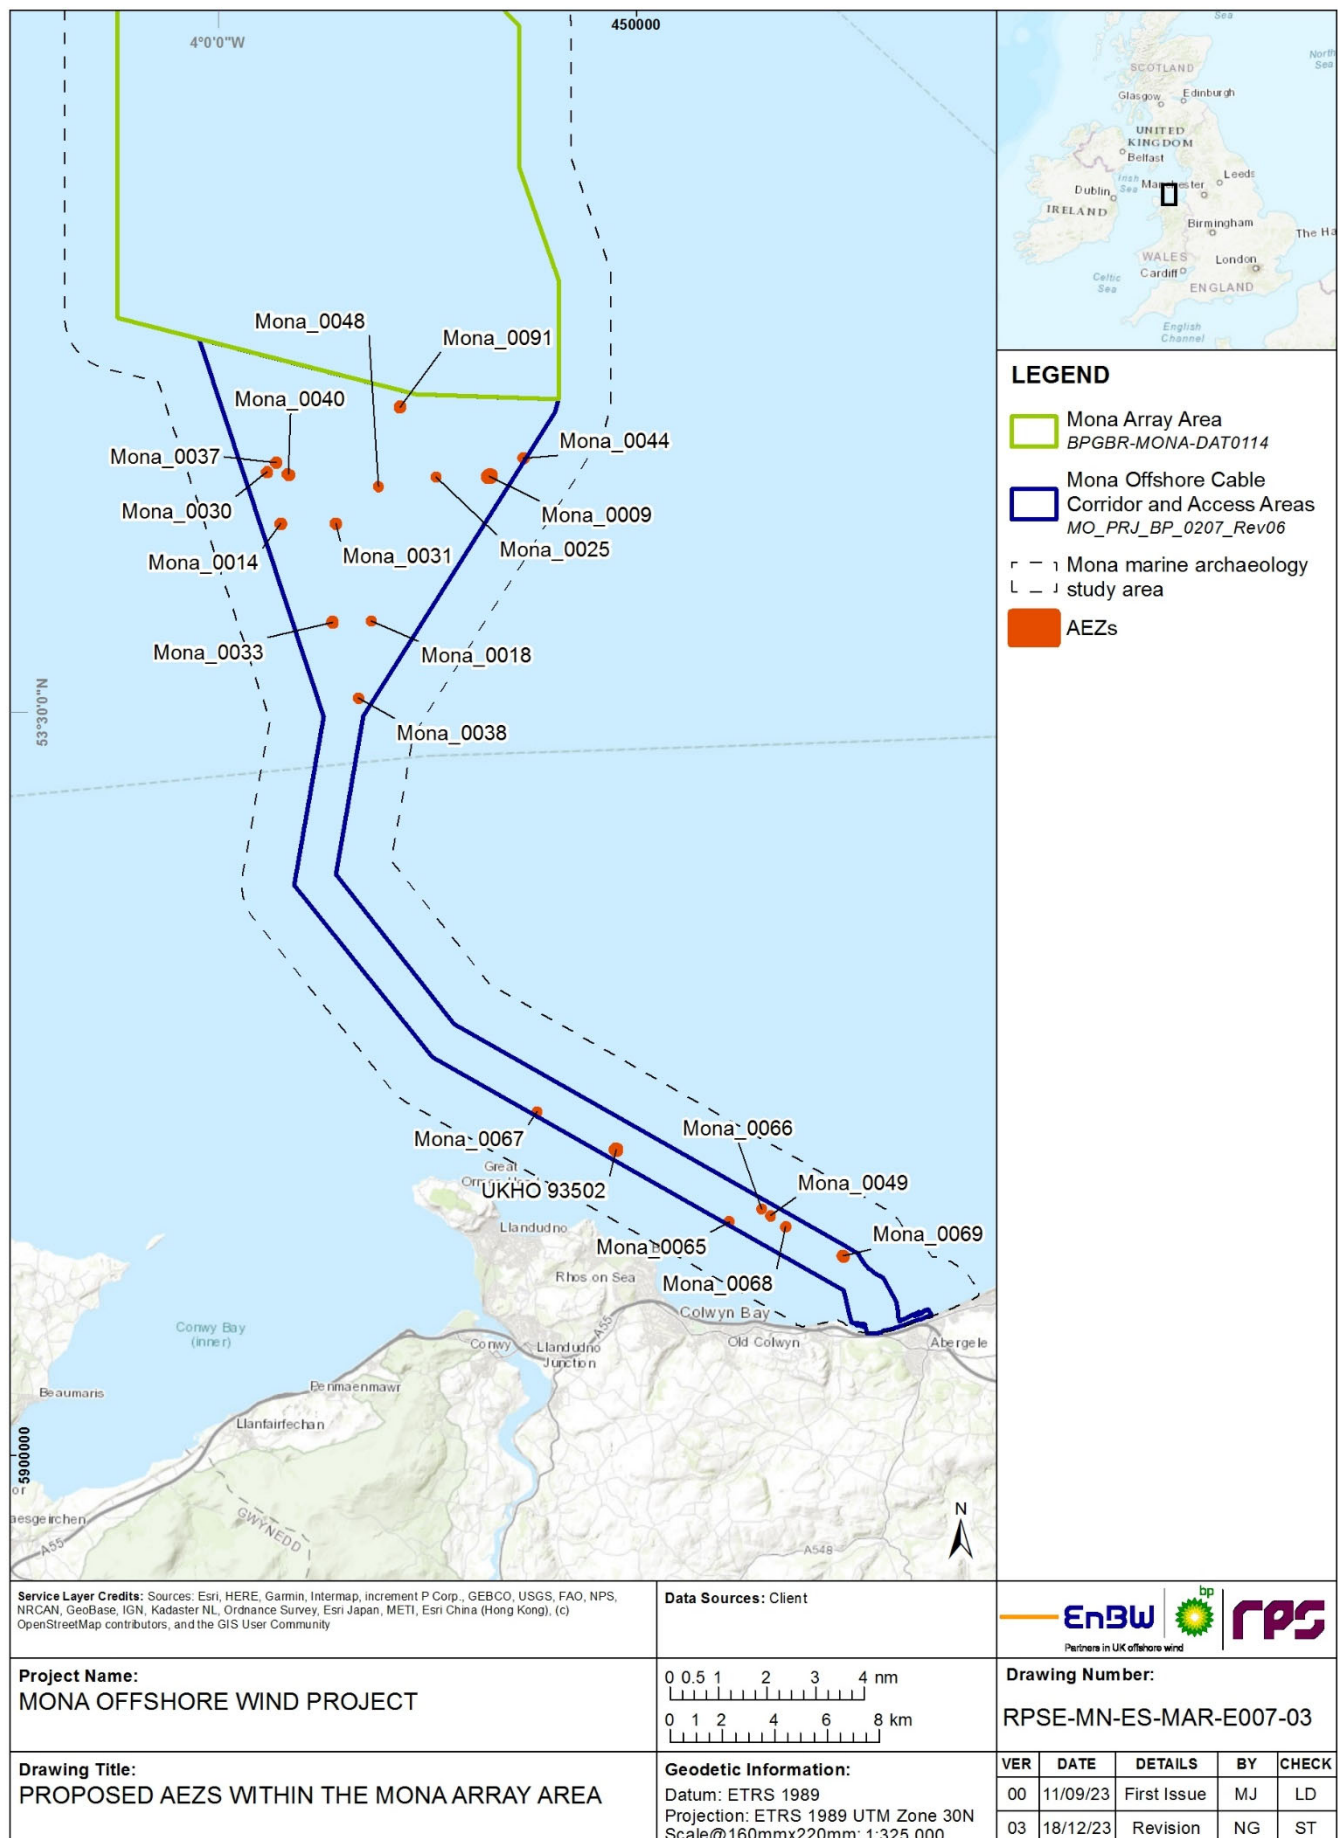 450000
4°0'0"W
Mona_0048
Mona_0091
Mona_0040
Mona_0044
Mona_0037
Mona_0030
Mona_0009
Mona_0014
Mona_0031
Mona_0025
Mona_0033
Mona_0018
53°30'0"N
Mona_0038
Mona_0067
Mona_0066
Great
UKHO 93502
Mona_0049
Llandudno
Mona_0065
Mona_0069
Rhos on Sea
Mona_0068
Colwyn Bay
A55
Conwy Bay
(inner)
Conwy
Llandudno
Junction
Old Colwyn
Abergele
Beaumaris
Penmaenmawr
Llanfairfechan
5900000
GWYNEDD
A55
A548
N
Sea
North
Sea
SCOTLAND
Glasgow
Edinburgh
UNITED
KINGDOM
Belfast
Irish
Sea
Manchester
Leeds
Dublin
IRELAND
Birmingham
The Ha
WALES
London
Cardiff
Celtic
Sea
ENGLAND
English
Channel
LEGEND
Mona Array Area
BPGBR-MONA-DAT0114
Mona Offshore Cable
Corridor and Access Areas
MO_PRJ_BP_0207_Rev06
Mona marine archaeology
study area
AEZs
Service Layer Credits: Sources: Esri, HERE, Garmin, Intermap, increment P Corp., GEBCO, USGS, FAO, NPS,
NRCAN, GeoBase, IGN, Kadaster NL, Ordnance Survey, Esri Japan, METI, Esri China (Hong Kong), (c)
OpenStreetMap contributors, and the GIS User Community
Data Sources: Client
EnBW
bp
rps
Partners in UK offshore wind
Project Name:
MONA OFFSHORE WIND PROJECT
0 0.5 1 2 3 4 nm
0 1 2 4 6 8 km
Drawing Number:
RPSE-MN-ES-MAR-E007-03
Drawing Title:
PROPOSED AEZS WITHIN THE MONA ARRAY AREA
Geodetic Information:
Datum: ETRS 1989
Projection: ETRS 1989 UTM Zone 30N
Scale@160mmx220mm: 1:325,000
VER DATE DETAILS BY CHECK
00 11/09/23 First Issue MJ LD
03 18/12/23 Revision NG ST